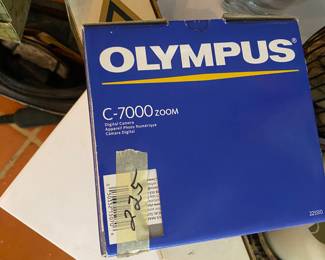 OLYMPUS®
C-7000 ZOOM
Digital Camera
Appareil Photo Numérique
Cámara Digital
225